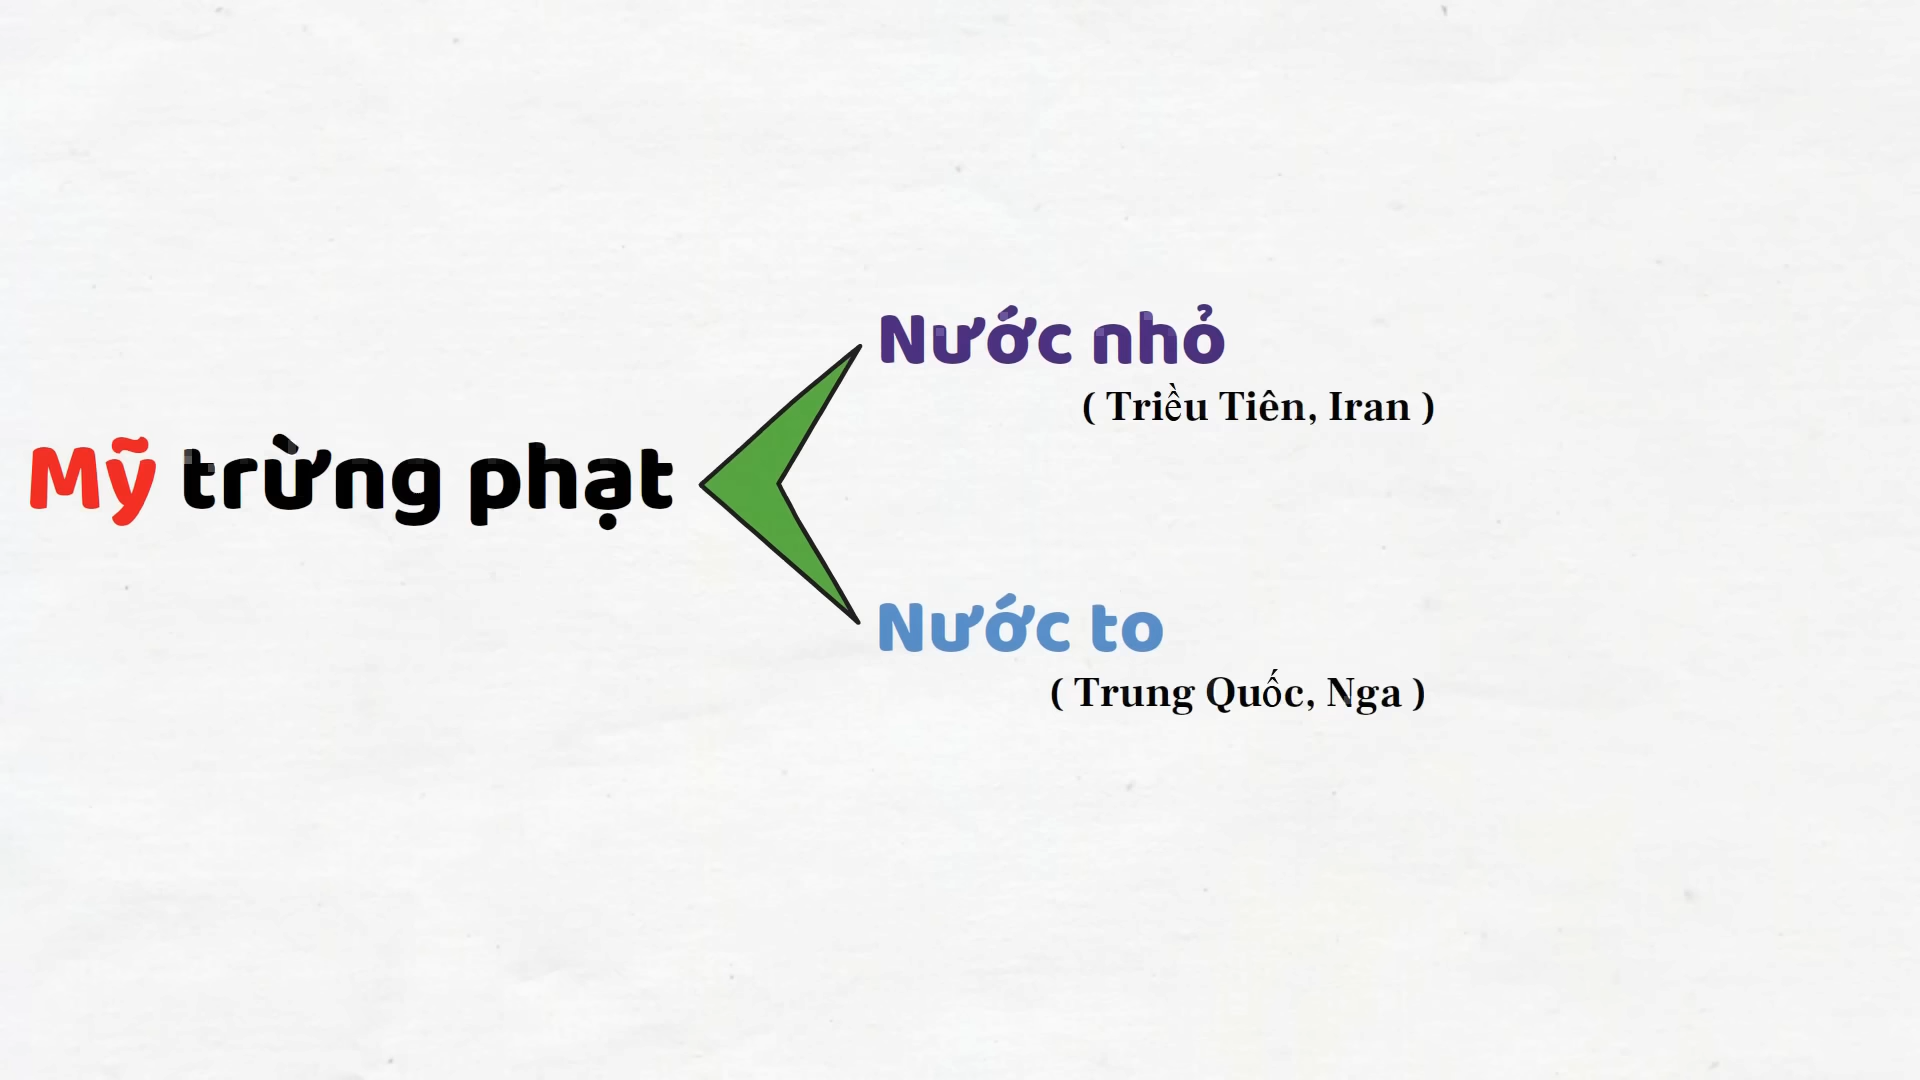 Mỹ trừng phạt
Nước nhỏ
( Triều Tiên, Iran )
Nước to
( Trung Quốc, Nga )